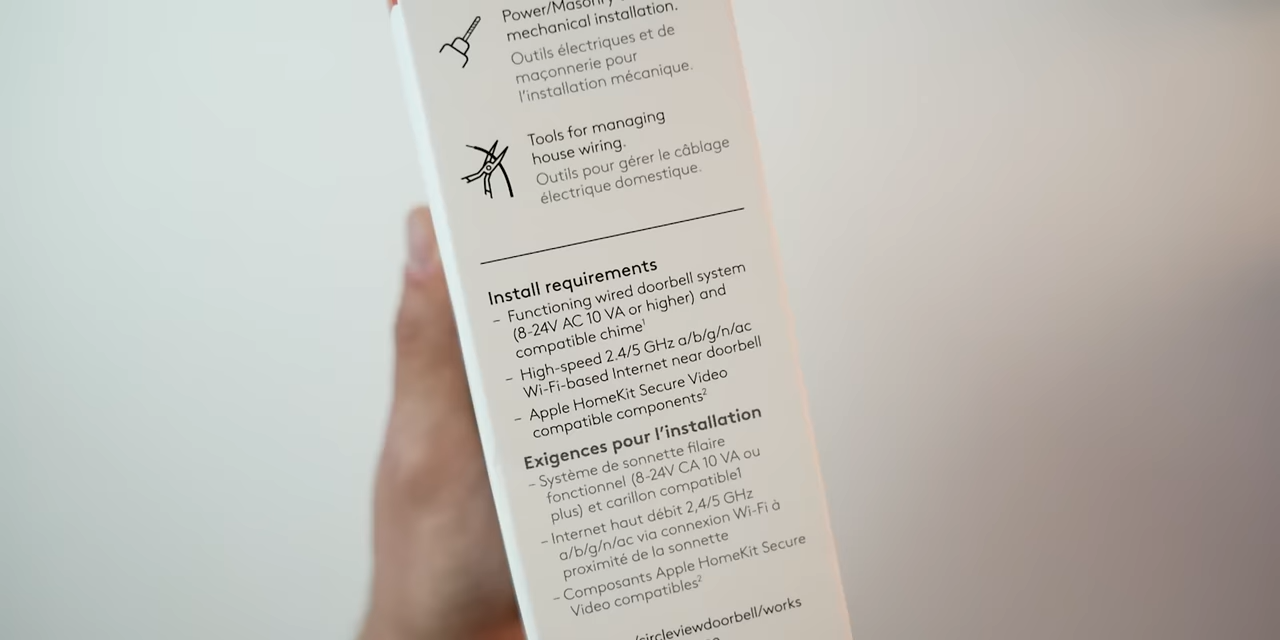 Power/Masonry
mechanical installation.
Outils électriques et de
maçonnerie pour
l'installation mécanique.
Tools for managing
house wiring.
Outils pour gérer le câblage
électrique domestique.
Install requirements
– Functioning wired doorbell system
(8-24V AC 10 VA or higher) and
compatible chime¹
– High-speed 2.4/5 GHz a/b/g/n/ac
Wi-Fi-based Internet near doorbell
– Apple HomeKit Secure Video
compatible components²
Exigences pour l'installation
– Système de sonnette filaire
fonctionnel (8-24V CA 10 VA ou
plus) et carillon compatible1
– Internet haut débit 2,4/5 GHz
a/b/g/n/ac via connexion Wi-Fi à
proximité de la sonnette
– Composants Apple HomeKit Secure
Video compatibles²
/circleviewdoorbell/works